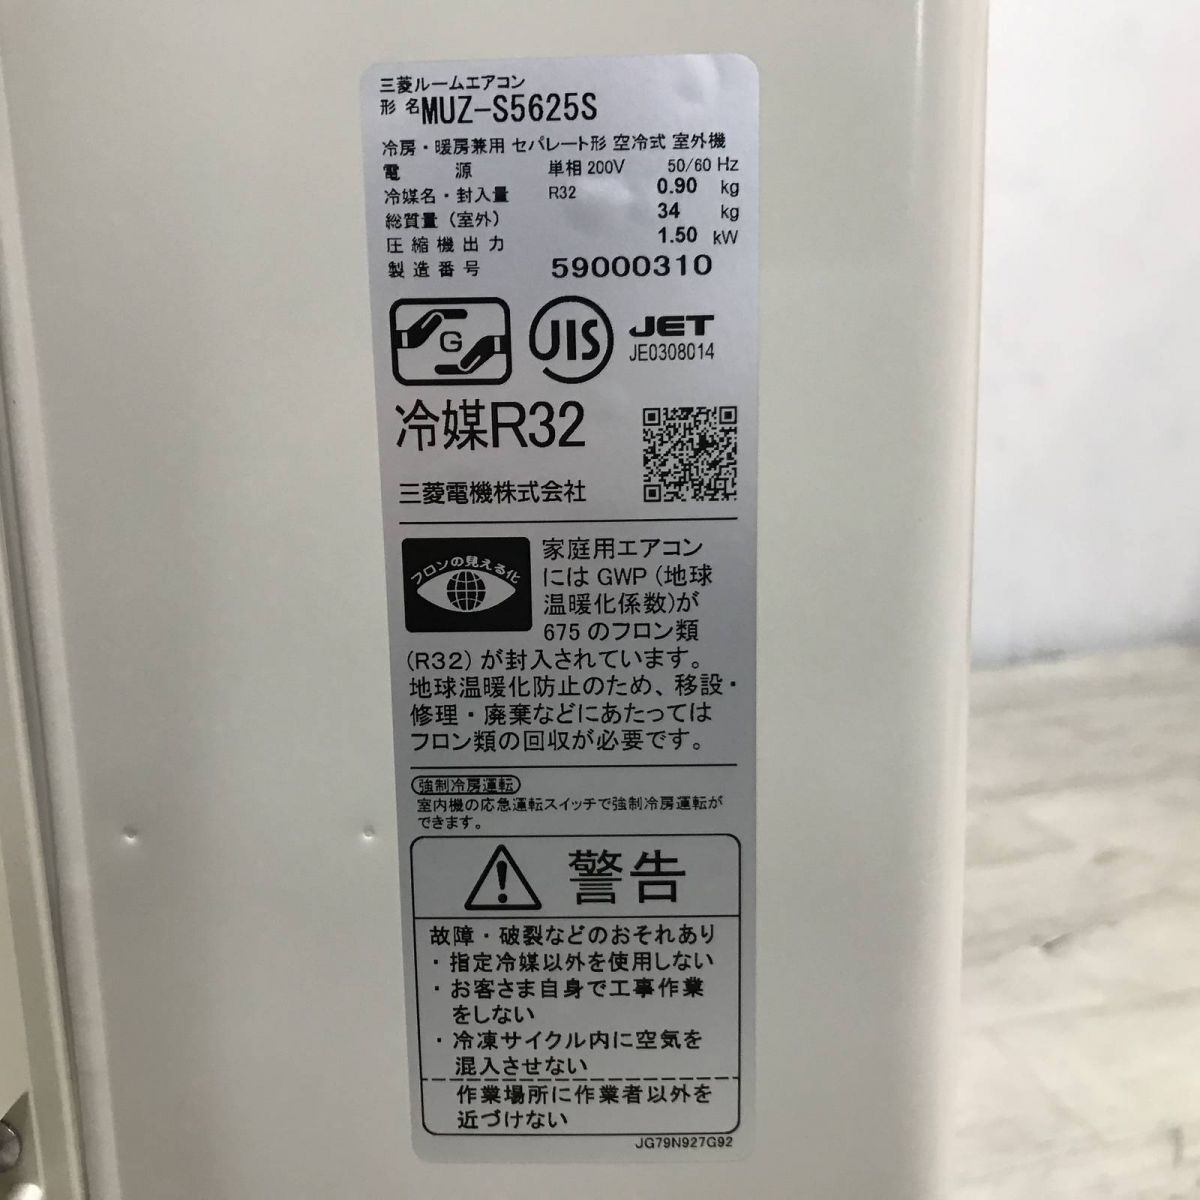 三菱ルームエアコン
形名 MUZ-S5625S
冷房・暖房兼用 セパレート形 空冷式 室外機
電源 単相 200V 50/60 Hz
冷媒名・封入量 R32 0.90 kg
総質量(室外) 34 kg
圧縮機出力 1.50 kW
製造番号 59000310
G JIS JET
JE0308014
冷媒R32
三菱電機株式会社
フロンの見える化
家庭用エアコン
には GWP (地球
温暖化係数)が
675 のフロン類
(R32) が封入されています。
地球温暖化防止のため、移設・
修理・廃棄などにあたっては
フロン類の回収が必要です。
強制冷房運転
室内機の応急運転スイッチで強制冷房運転が
できます。
警告
故障・破裂などのおそれあり
・指定冷媒以外を使用しない
・お客さま自身で工事作業
をしない
・冷凍サイクル内に空気を
混入させない
作業場所に作業者以外を
近づけない
JG79N927G92